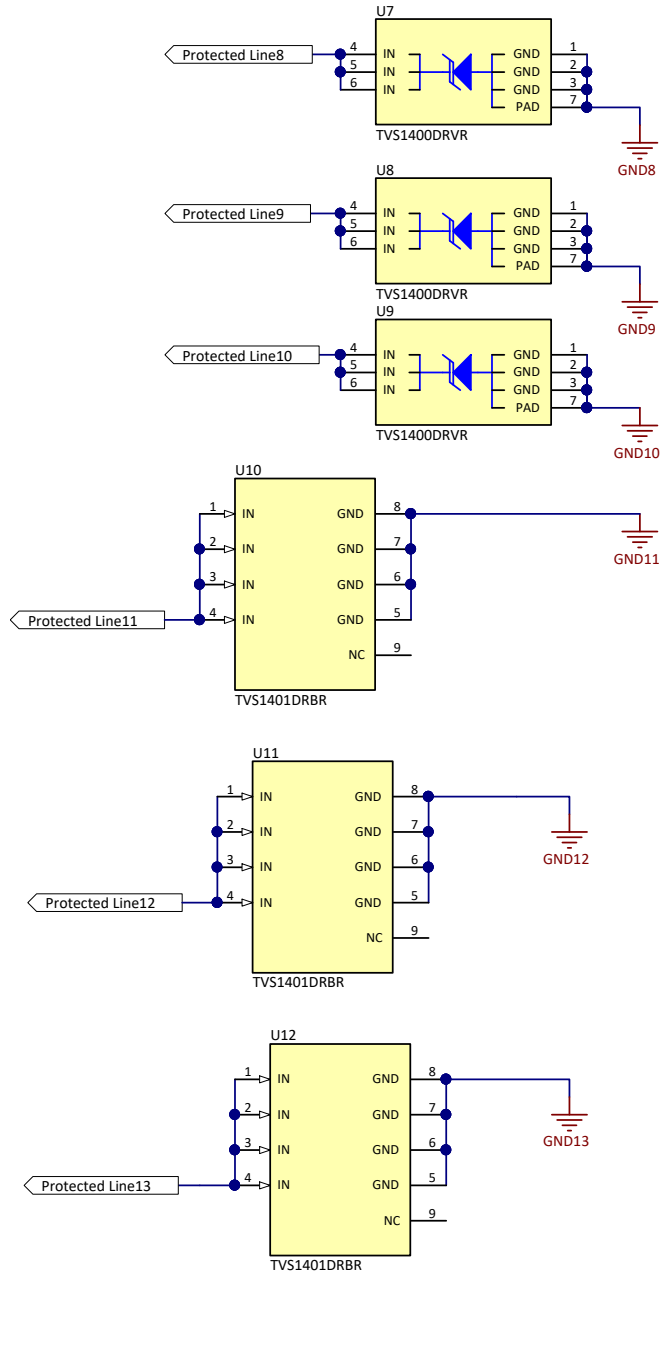 U7
Protected Line8
4 IN GND 1
5 IN GND 2
6 IN GND 3
PAD 7
TVS1400DRVR
GND8
U8
Protected Line9
4 IN GND 1
5 IN GND 2
6 IN GND 3
PAD 7
TVS1400DRVR
GND9
U9
Protected Line10
4 IN GND 1
5 IN GND 2
6 IN GND 3
PAD 7
TVS1400DRVR
GND10
U10
1 IN GND 8
2 IN GND 7
3 IN GND 6
Protected Line11 4 IN GND 5
NC 9
TVS1401DRBR
GND11
U11
1 IN GND 8
2 IN GND 7
3 IN GND 6
Protected Line12 4 IN GND 5
NC 9
TVS1401DRBR
GND12
U12
1 IN GND 8
2 IN GND 7
3 IN GND 6
Protected Line13 4 IN GND 5
NC 9
TVS1401DRBR
GND13